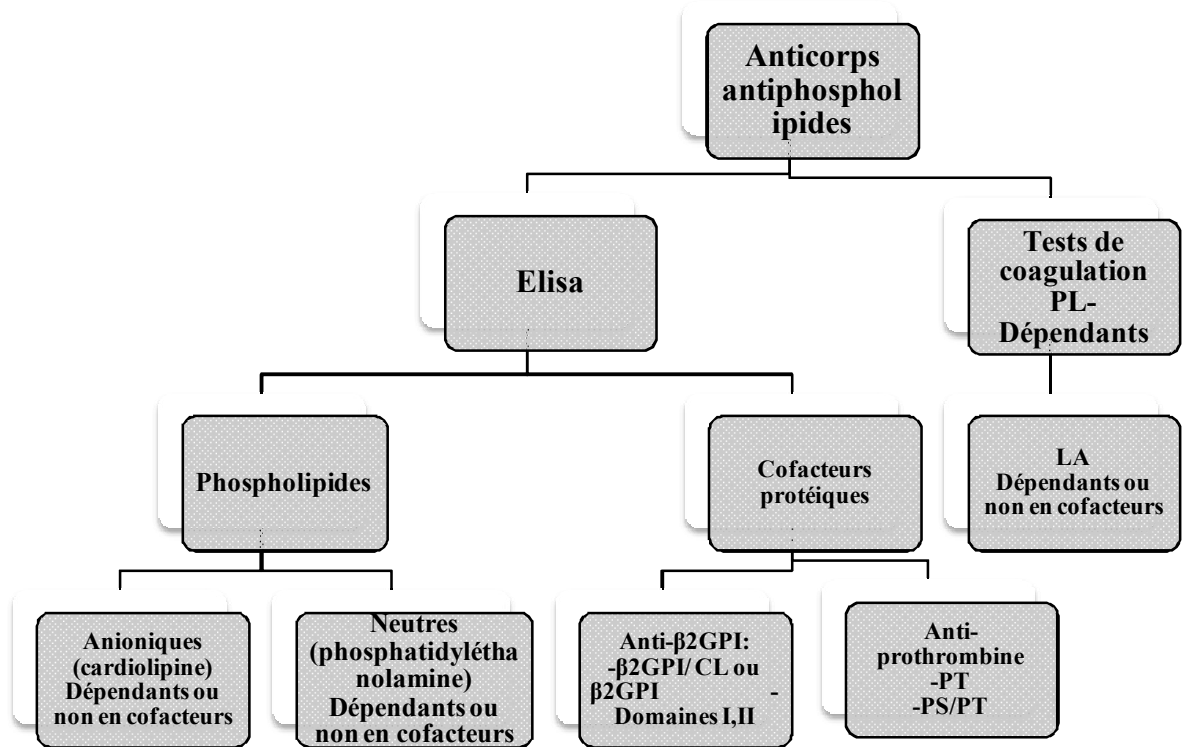 Anticorps
antiphosphol
ipides
Elisa
Tests de
coagulation
PL-
Dépendants
Phospholipides
Cofacteurs
protéiques
LA
Dépendants ou
non en cofacteurs
Anioniques
(cardiolipine)
Dépendants ou
non en cofacteurs
Neutres
(phosphatidylétha
nolamine)
Dépendants ou
non en cofacteurs
Anti-β2GPI:
-β2GPI/ CL ou
β2GPI -
Domaines I,II
Anti-
prothrombine
-PT
-PS/PT